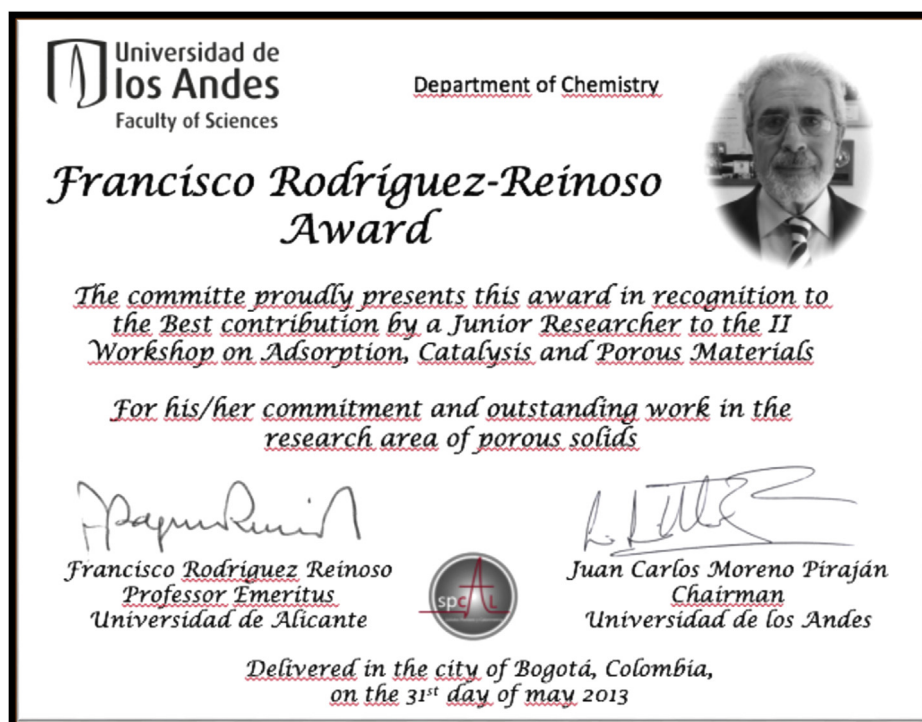 Universidad de
los Andes
Faculty of Sciences
Department of Chemistry
Francisco Rodríguez-Reinoso
Award
The committe proudly presents this award in recognition to
the Best contribution by a Junior Researcher to the II
Workshop on Adsorption, Catalysis and Porous Materials
For his/her commitment and outstanding work in the
research area of porous solids
Francisco Rodríguez Reinoso
Professor Emeritus
Universidad de Alicante
spcAL
Juan Carlos Moreno Piraján
Chairman
Universidad de los Andes
Delivered in the city of Bogotá, Colombia,
on the 31st day of may 2013